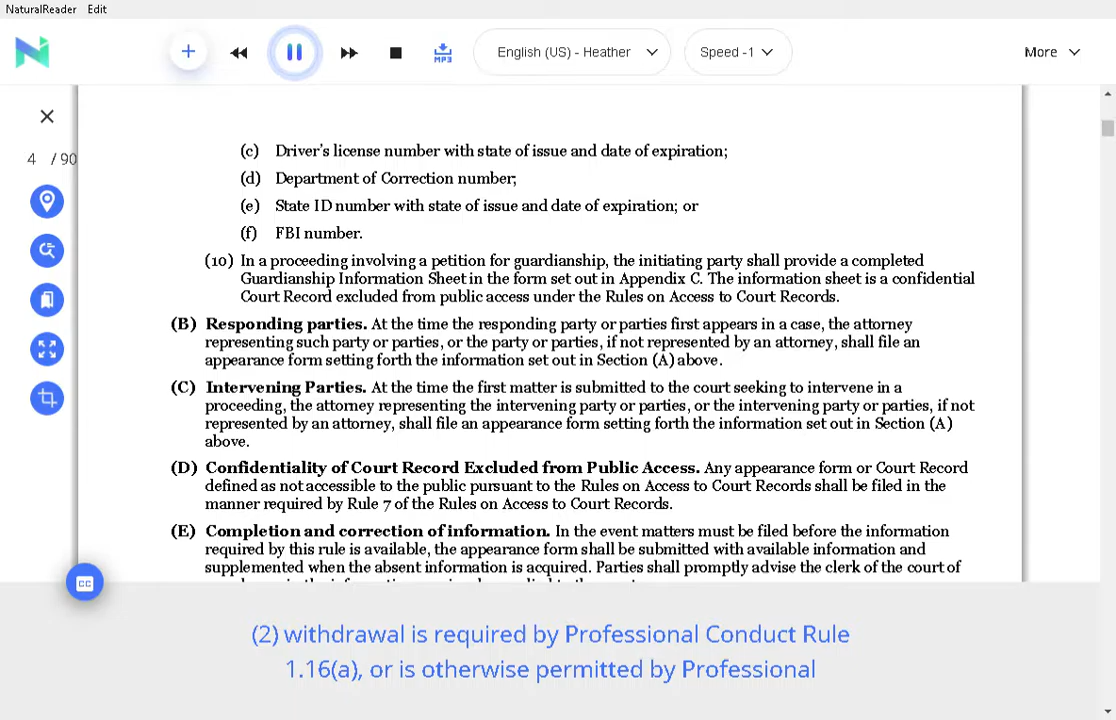 NaturalReader Edit
MP3
English (US) - Heather
Speed -1
More
4 / 90
(c) Driver's license number with state of issue and date of expiration;
(d) Department of Correction number;
(e) State ID number with state of issue and date of expiration; or
(f) FBI number.
(10) In a proceeding involving a petition for guardianship, the initiating party shall provide a completed
Guardianship Information Sheet in the form set out in Appendix C. The information sheet is a confidential
Court Record excluded from public access under the Rules on Access to Court Records.
(B) Responding parties. At the time the responding party or parties first appears in a case, the attorney
representing such party or parties, or the party or parties, if not represented by an attorney, shall file an
appearance form setting forth the information set out in Section (A) above.
(C) Intervening Parties. At the time the first matter is submitted to the court seeking to intervene in a
proceeding, the attorney representing the intervening party or parties, or the intervening party or parties, if not
represented by an attorney, shall file an appearance form setting forth the information set out in Section (A)
above.
(D) Confidentiality of Court Record Excluded from Public Access. Any appearance form or Court Record
defined as not accessible to the public pursuant to the Rules on Access to Court Records shall be filed in the
manner required by Rule 7 of the Rules on Access to Court Records.
(E) Completion and correction of information. In the event matters must be filed before the information
required by this rule is available, the appearance form shall be submitted with available information and
supplemented when the absent information is acquired. Parties shall promptly advise the clerk of the court of
CC
(2) withdrawal is required by Professional Conduct Rule
1.16(a), or is otherwise permitted by Professional